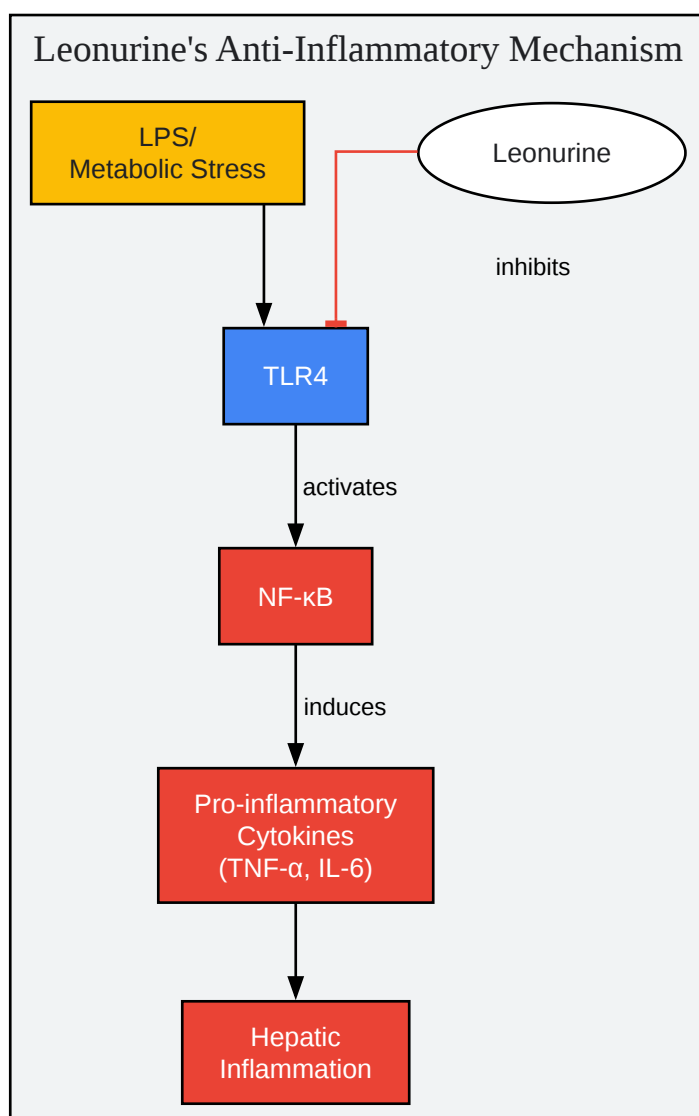 Leonurine's Anti-Inflammatory Mechanism
LPS/
Metabolic Stress
Leonurine
inhibits
TLR4
activates
NF-κB
induces
Pro-inflammatory
Cytokines
(TNF-α, IL-6)
Hepatic
Inflammation